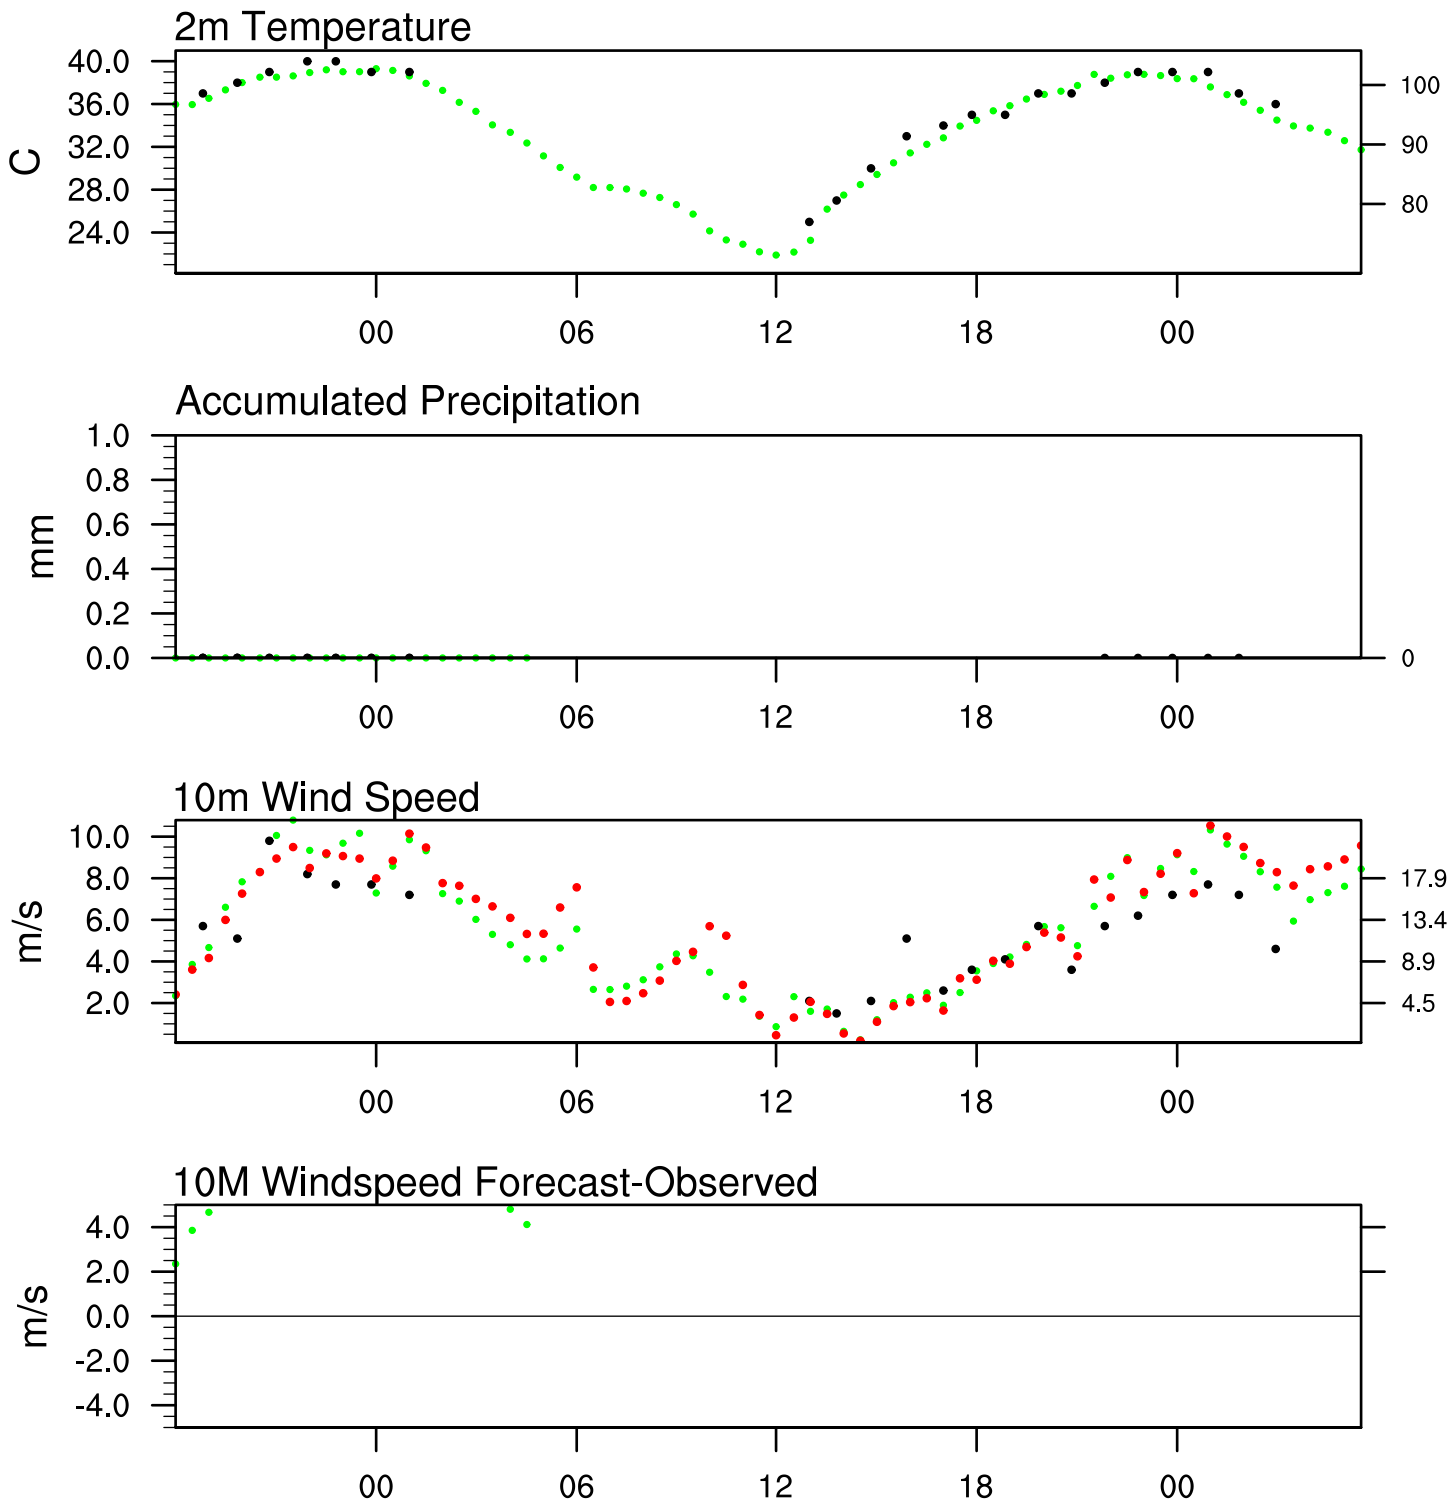 2m Temperature
40.0
36.0
32.0
28.0
24.0
C
100
90
80
00 06 12 18 00
Accumulated Precipitation
1.0
0.8
0.6
0.4
0.2
0.0
mm
0
00 06 12 18 00
10m Wind Speed
10.0
8.0
6.0
4.0
2.0
m/s
17.9
13.4
8.9
4.5
00 06 12 18 00
10M Windspeed Forecast-Observed
4.0
2.0
0.0
-2.0
-4.0
m/s
00 06 12 18 00